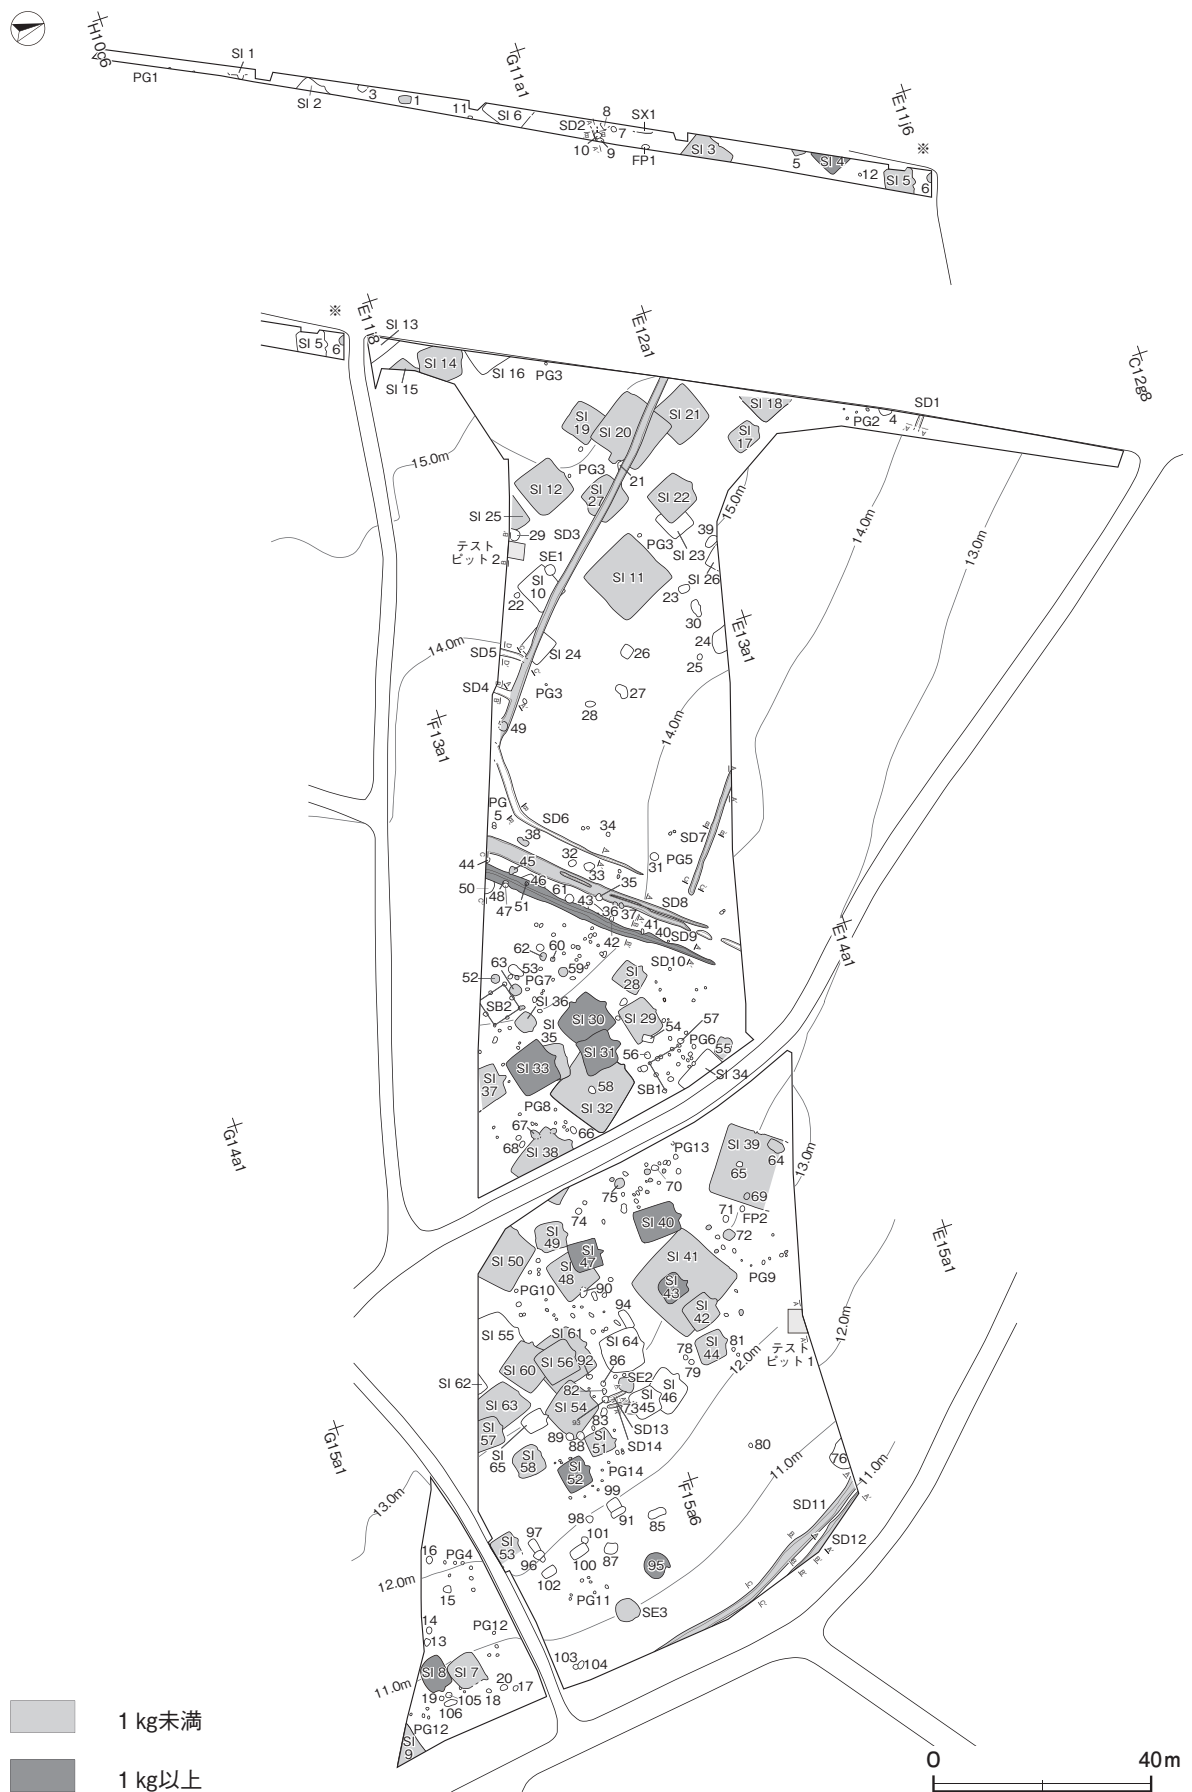 H10c6
PG1
SI 1
SI 2
3
1
11
G11a1
SI 6
SD2
8
7
10
9
SX1
FP1
SI 3
5
SI 4
12
E11j6
※
SI 5
6
※
E11i8
SI 13
SI 5
6
SI 14
SI 15
SI 16
PG3
E12a1
C12g8
SI 18
SD1
PG2
4
SI
19
SI 20
SI 21
SI
17
15.0m
PG3
21
SI 12
SI
27
SI 22
15.0m
14.0m
13.0m
SI 25
29
SD3
39
PG3
SI 23
テスト
ピット2
SE1
SI
10
SI 11
SI 26
23
22
30
E13a1
24
14.0m
SD5
SI 24
26
25
SD4
PG3
27
28
F13a1
49
14.0m
PG
5
SD6
34
SD7
38
PG5
32
31
44
45
33
35
50
46
61
48
47
51
43
36
37
SD8
41
40
SD9
42
E14a1
62
60
SD10
63
53
59
52
PG7
SI
28
SB2
SI 36
SI 30
SI 29
57
54
SI
35
PG6
55
SI 31
56
SI 33
SI 34
SI
37
58
SB1
SI 32
PG8
67
66
G14a1
68
SI 38
PG13
SI 39
64
13.0m
65
70
75
69
74
71
FP2
SI 40
72
E15a1
SI
49
SI
47
SI 50
SI 41
SI
48
PG9
SI
43
PG10
90
94
SI
42
12.0m
SI 55
SI 61
SI 64
SI
44
81
78
テスト
ピット1
SI 60
SI 56
92
86
79
12.0m
SI 62
SE2
SI
46
82
SI
45
SI 63
SI 54
73
83
SD13
SI
57
89
88
SI
51
SD14
G15a1
SI
65
SI
58
80
76
SI
52
PG14
11.0m
11.0m
99
F15a6
13.0m
SD11
98
91
85
97
101
SD12
SI
53
16
PG4
96
100
87
95
12.0m
102
15
PG11
SE3
14
PG12
13
103
104
SI 8
SI 7
11.0m
20
17
19
105
18
106
PG12
SI
9
1 kg未満
1 kg以上
0
40m